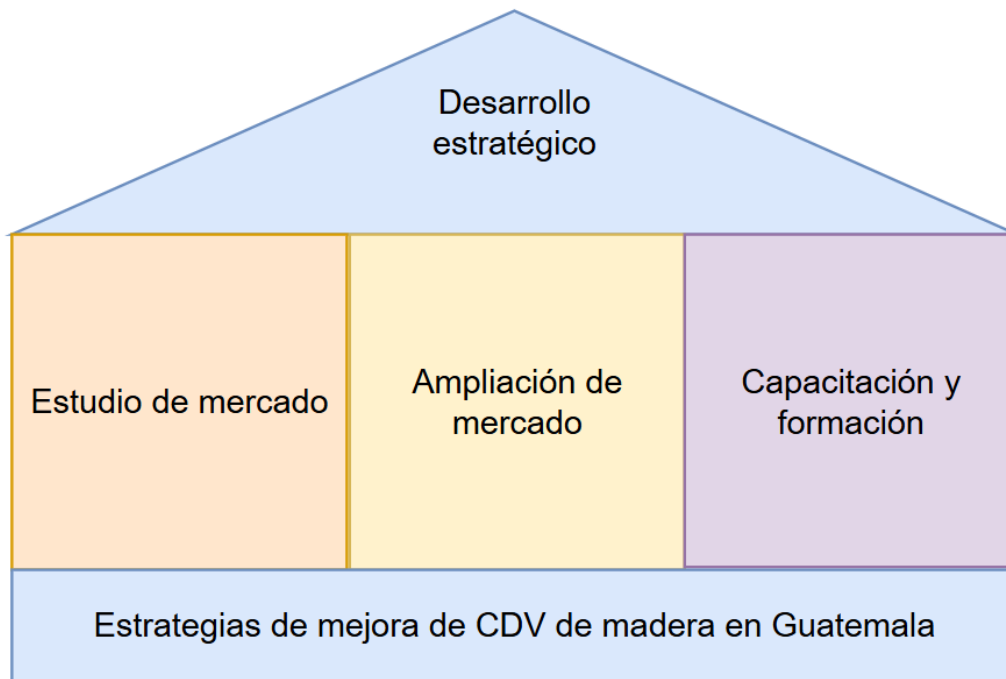 Desarrollo
estratégico
Estudio de mercado
Ampliación de
mercado
Capacitación y
formación
Estrategias de mejora de CDV de madera en Guatemala